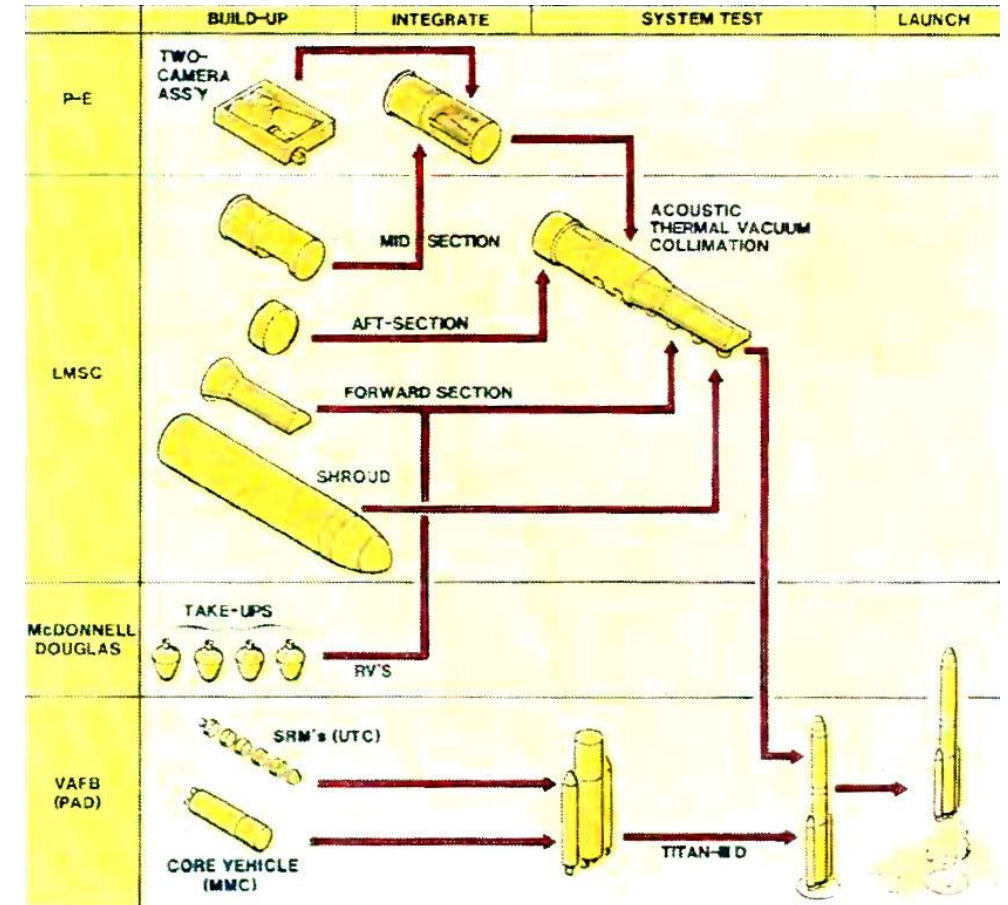 BUILD-UP
INTEGRATE
SYSTEM TEST
LAUNCH
P-E
TWO-
CAMERA
ASS'Y
LMSC
MID SECTION
ACOUSTIC
THERMAL VACUUM
COLLIMATION
AFT-SECTION
FORWARD SECTION
SHROUD
McDONNELL
DOUGLAS
TAKE-UPS
RV'S
VAFB
(PAD)
SRM's (UTC)
CORE VEHICLE
(MMC)
TITAN-III D